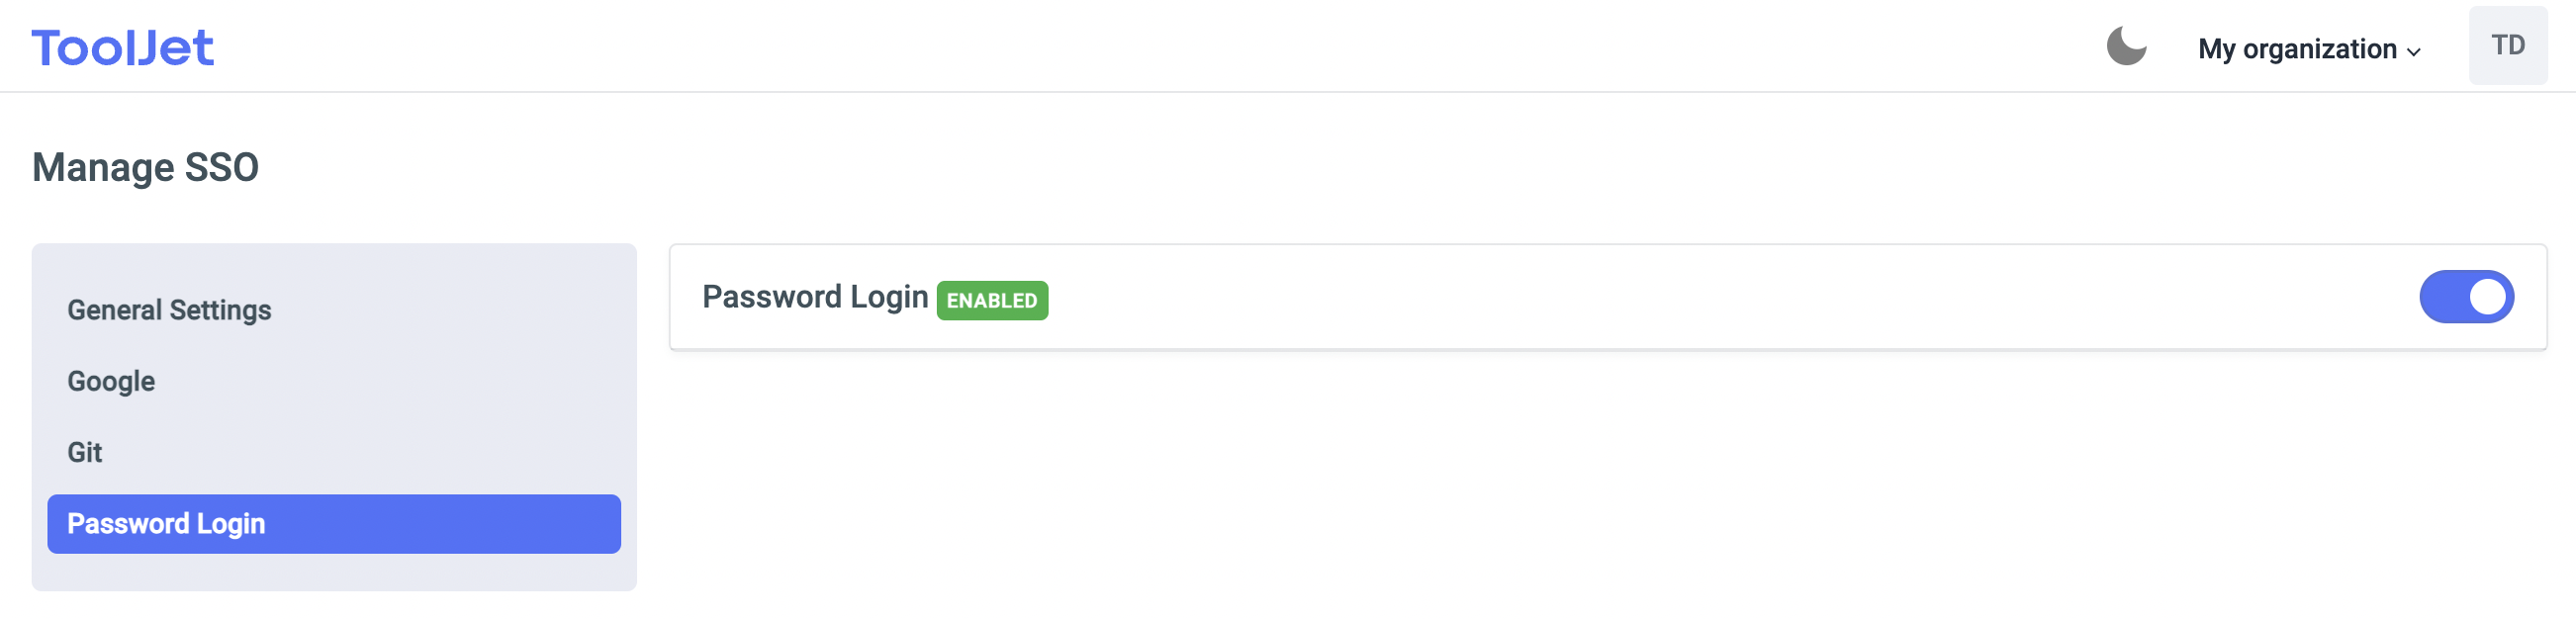 ToolJet
My organization
TD
Manage SSO
General Settings
Google
Git
Password Login
Password Login ENABLED